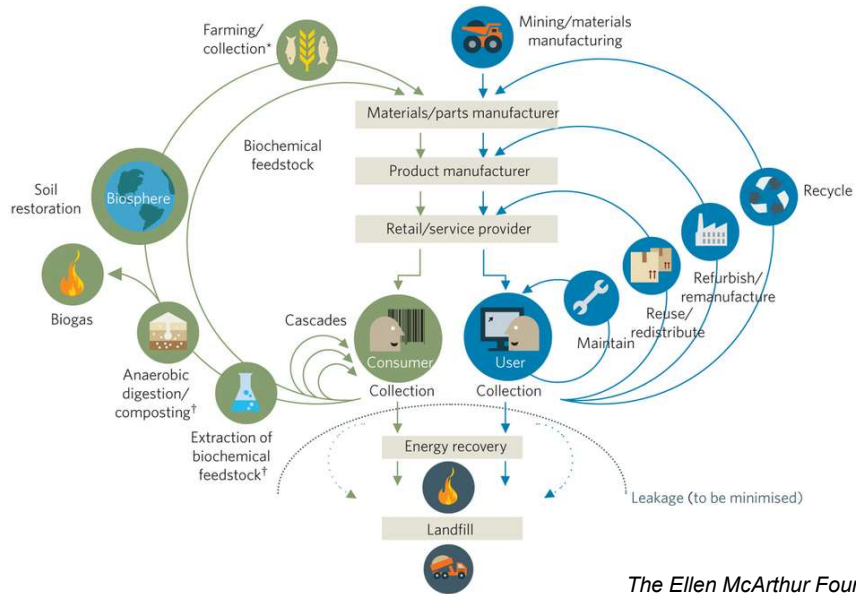 Farming/
collection*
Mining/materials
manufacturing
Materials/parts manufacturer
Biochemical
feedstock
Product manufacturer
Soil
restoration
Biosphere
Recycle
Retail/service provider
Refurbish/
remanufacture
Reuse/
redistribute
Biogas
Cascades
Maintain
Consumer
User
Anaerobic
digestion/
composting†
Collection
Collection
Extraction of
biochemical
feedstock†
Energy recovery
Leakage (to be minimised)
Landfill
The Ellen McArthur